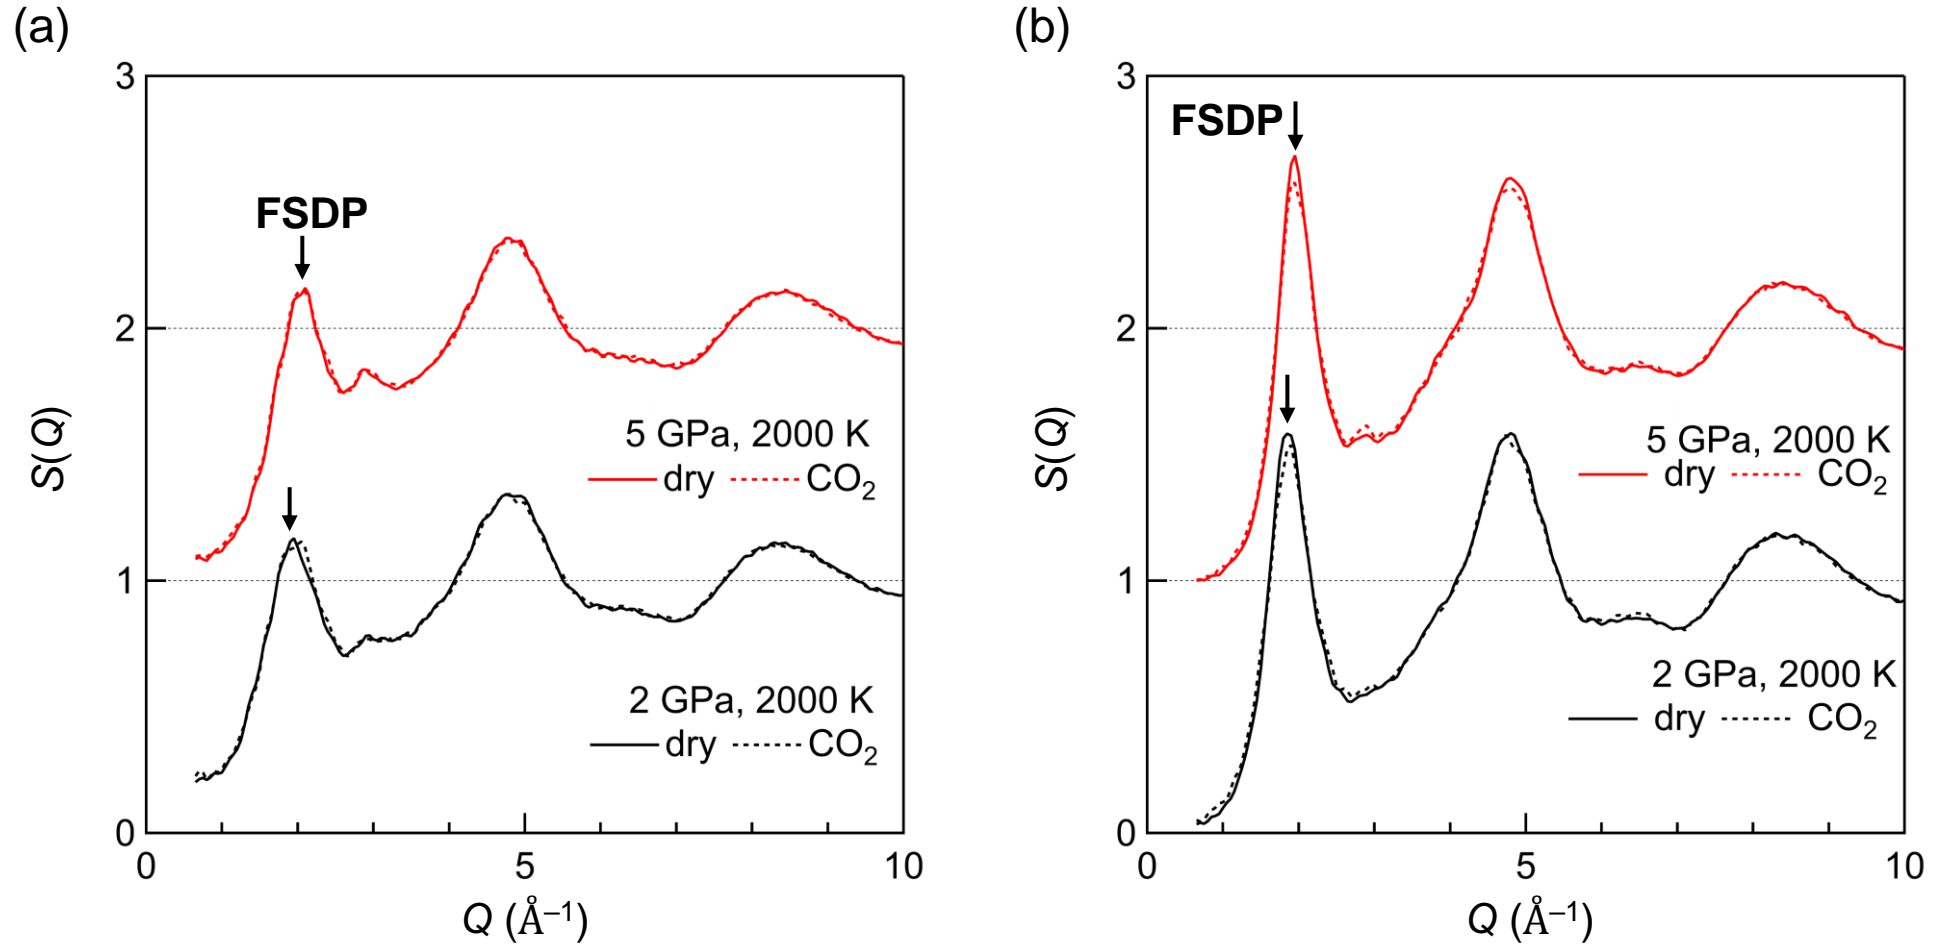 (a)
3
FSDP
2
5 GPa, 2000 K
dry CO₂
S(Q)
1
2 GPa, 2000 K
dry CO₂
0
0 5 10
Q (Å⁻¹)
(b)
3
FSDP
2
5 GPa, 2000 K
dry CO₂
S(Q)
1
2 GPa, 2000 K
dry CO₂
0
0 5 10
Q (Å⁻¹)